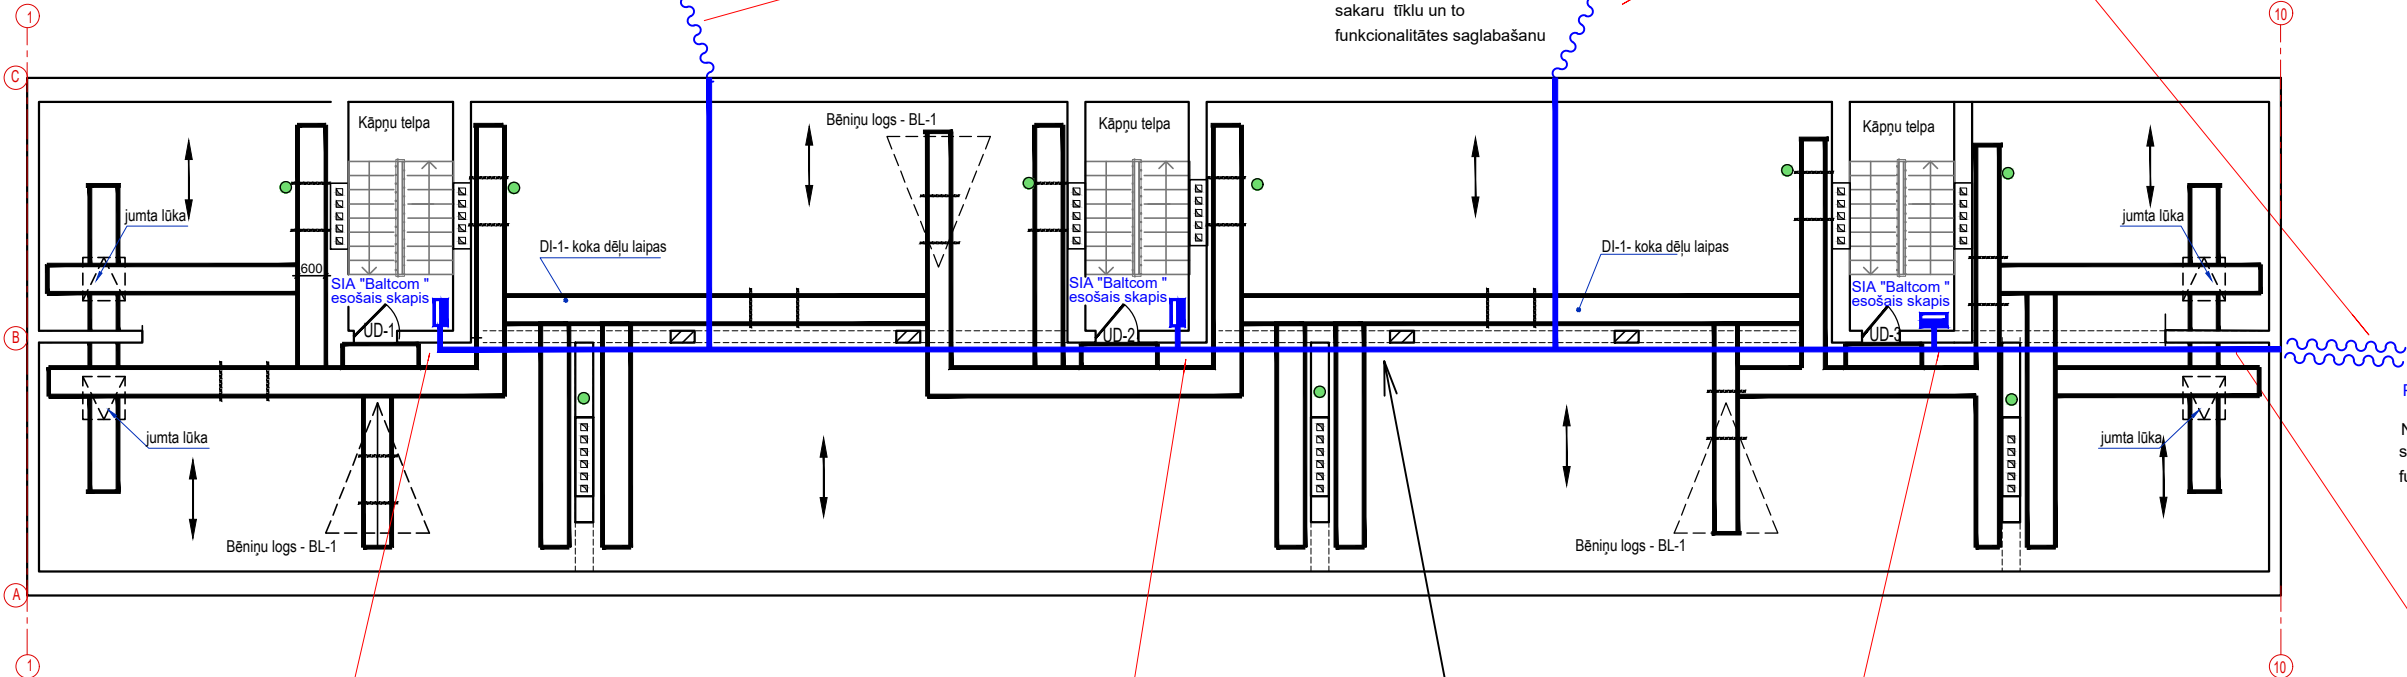 sakaru tīklu un to
funkcionalitātes saglabašanu
1
10
C
Kāpņu telpa
Bēniņu logs - BL-1
Kāpņu telpa
Kāpņu telpa
jumta lūka
jumta lūka
DI-1- koka dēļu laipas
DI-1- koka dēļu laipas
600
SIA "Baltcom "
esošais skapis
SIA "Baltcom "
esošais skapis
SIA "Baltcom "
esošais skapis
B
UD-1
UD-2
UD-3
jumta lūka
jumta lūka
Bēniņu logs - BL-1
Bēniņu logs - BL-1
A
1
10